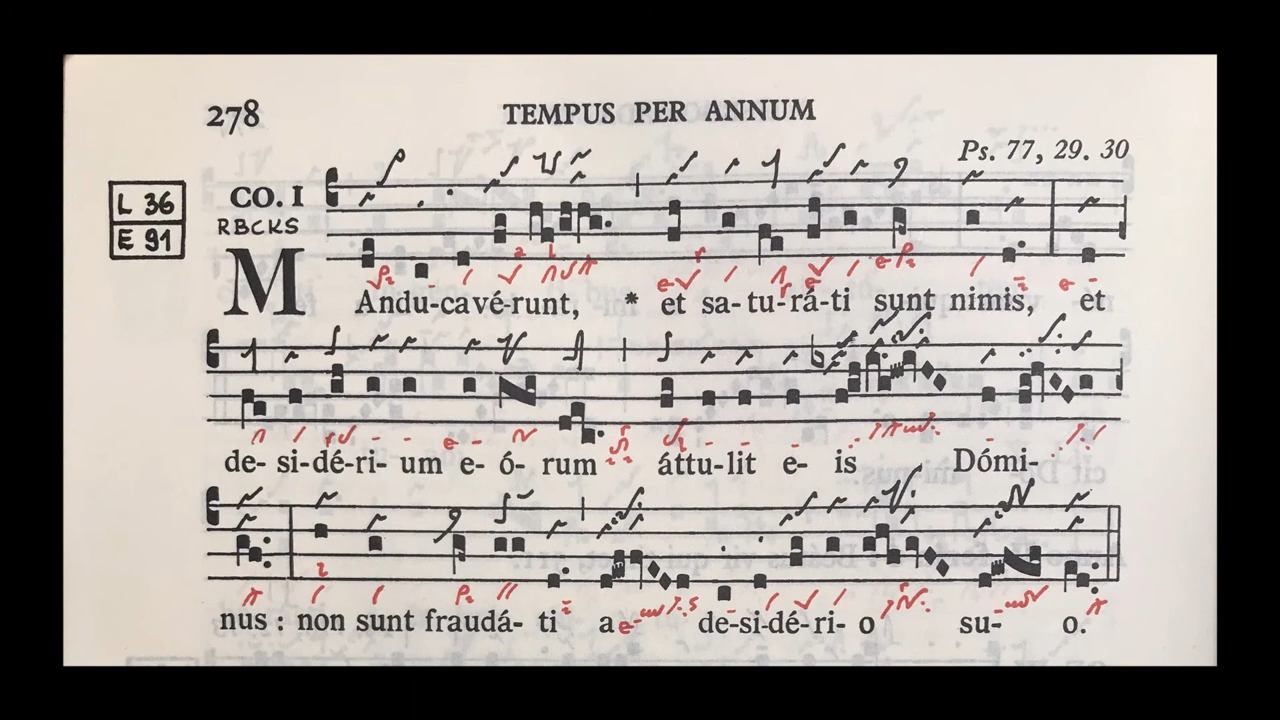 278 TEMPUS PER ANNUM
Ps. 77, 29. 30
L 36
E 91
CO. I
RBCKS
MAndu-cavé-runt, * et sa-tu-rá-ti sunt nimis, et
de- si-dé-ri- um e- ó- rum áttu-lit e- is Dómi-
nus : non sunt fraudá- ti a de-si-dé-ri- o su- o.